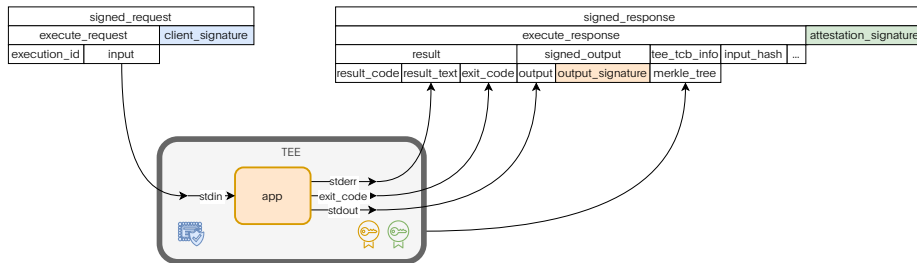 signed_request
execute_request client_signature
execution_id input
signed_response
execute_response attestation_signature
result signed_output tee_tcb_info input_hash ...
result_code result_text exit_code output output_signature merkle_tree
TEE
stdin app stderr
exit_code
stdout